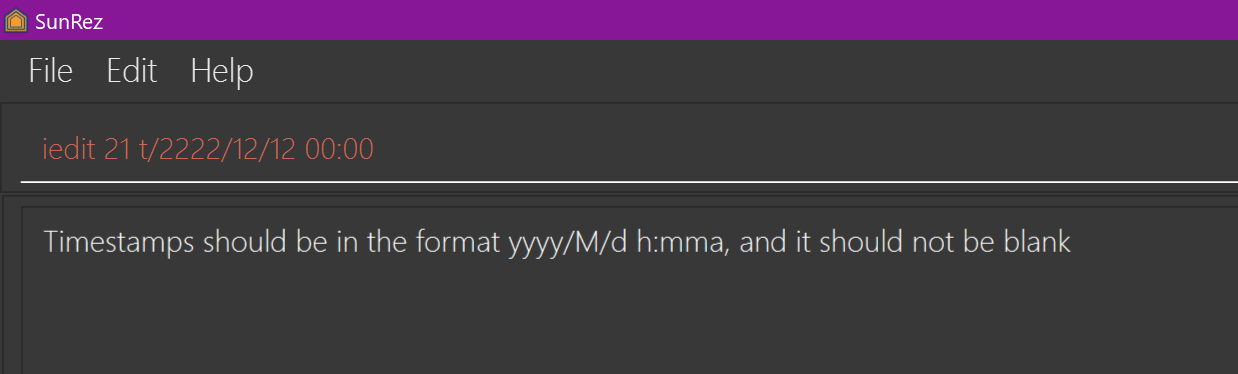 SunRez
File Edit Help
iedit 21 t/2222/12/12 00:00
Timestamps should be in the format yyyy/M/d h:mma, and it should not be blank